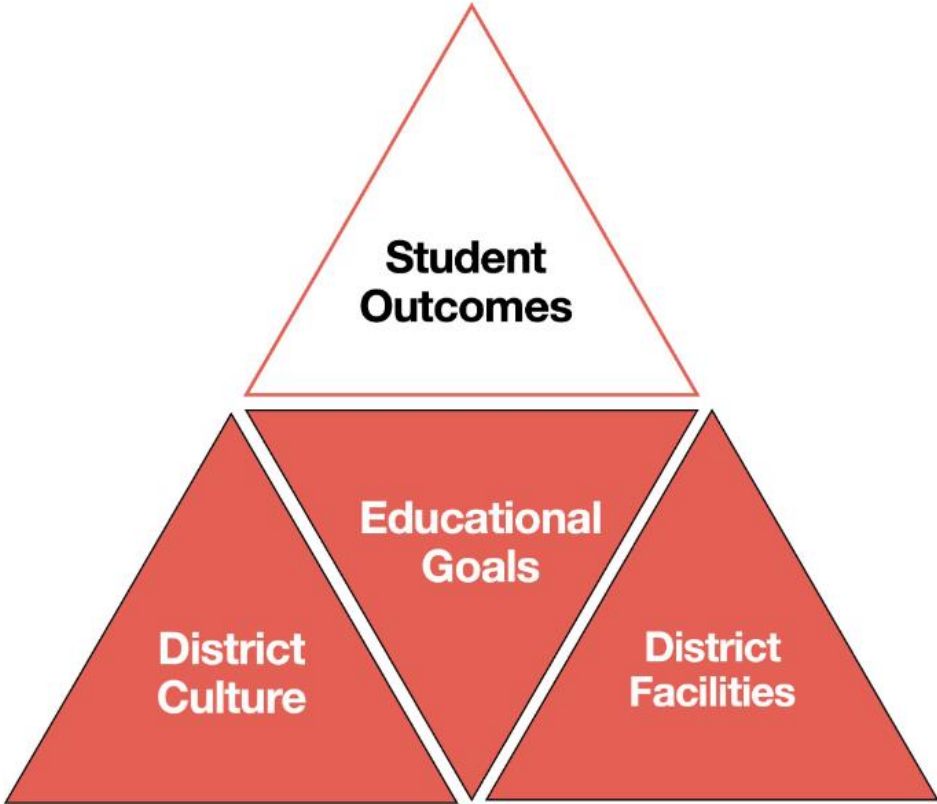 Student
Outcomes
Educational
Goals
District
Culture
District
Facilities